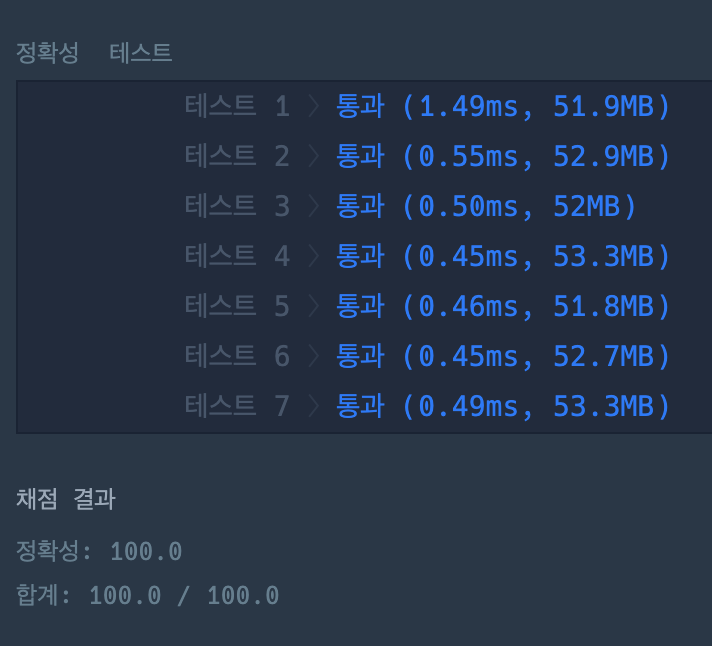 정확성 테스트
테스트 1 〉 통과 (1.49ms, 51.9MB)
테스트 2 〉 통과 (0.55ms, 52.9MB)
테스트 3 〉 통과 (0.50ms, 52MB)
테스트 4 〉 통과 (0.45ms, 53.3MB)
테스트 5 〉 통과 (0.46ms, 51.8MB)
테스트 6 〉 통과 (0.45ms, 52.7MB)
테스트 7 〉 통과 (0.49ms, 53.3MB)
채점 결과
정확성: 100.0
합계: 100.0 / 100.0